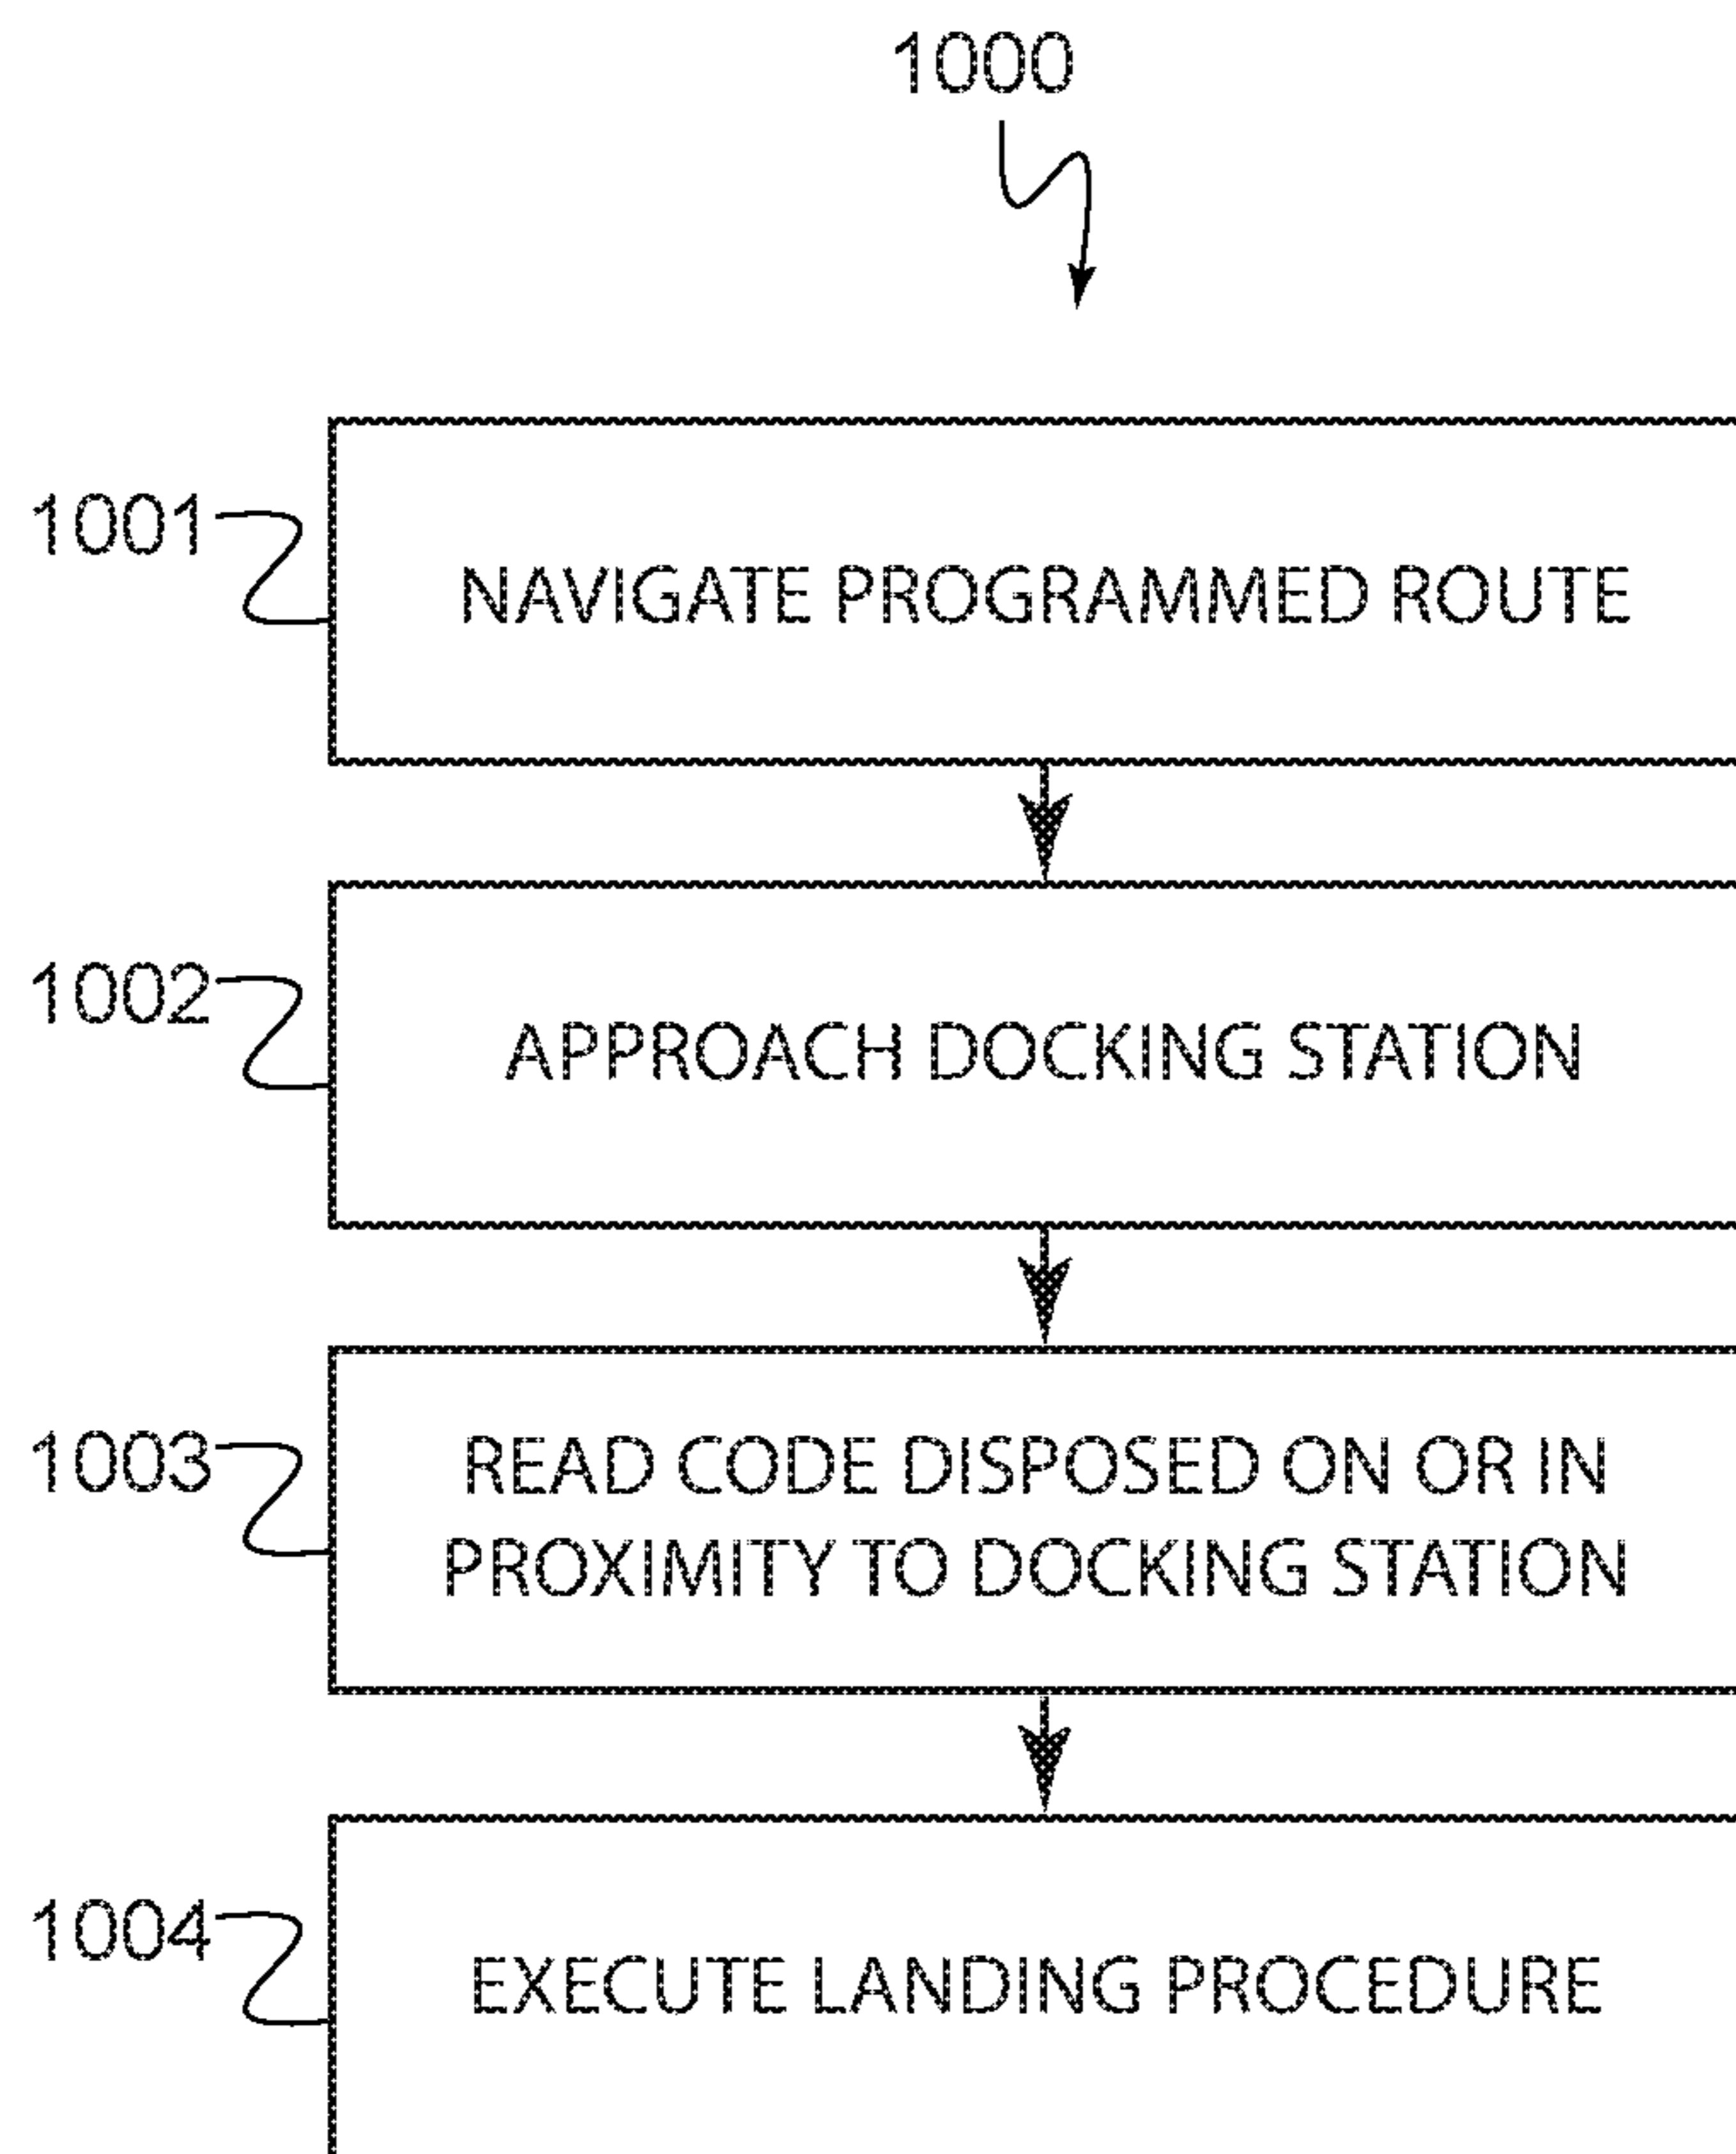 1000
1001
NAVIGATE PROGRAMMED ROUTE
1002
APPROACH DOCKING STATION
1003
READ CODE DISPOSED ON OR IN
PROXIMITY TO DOCKING STATION
1004
EXECUTE LANDING PROCEDURE